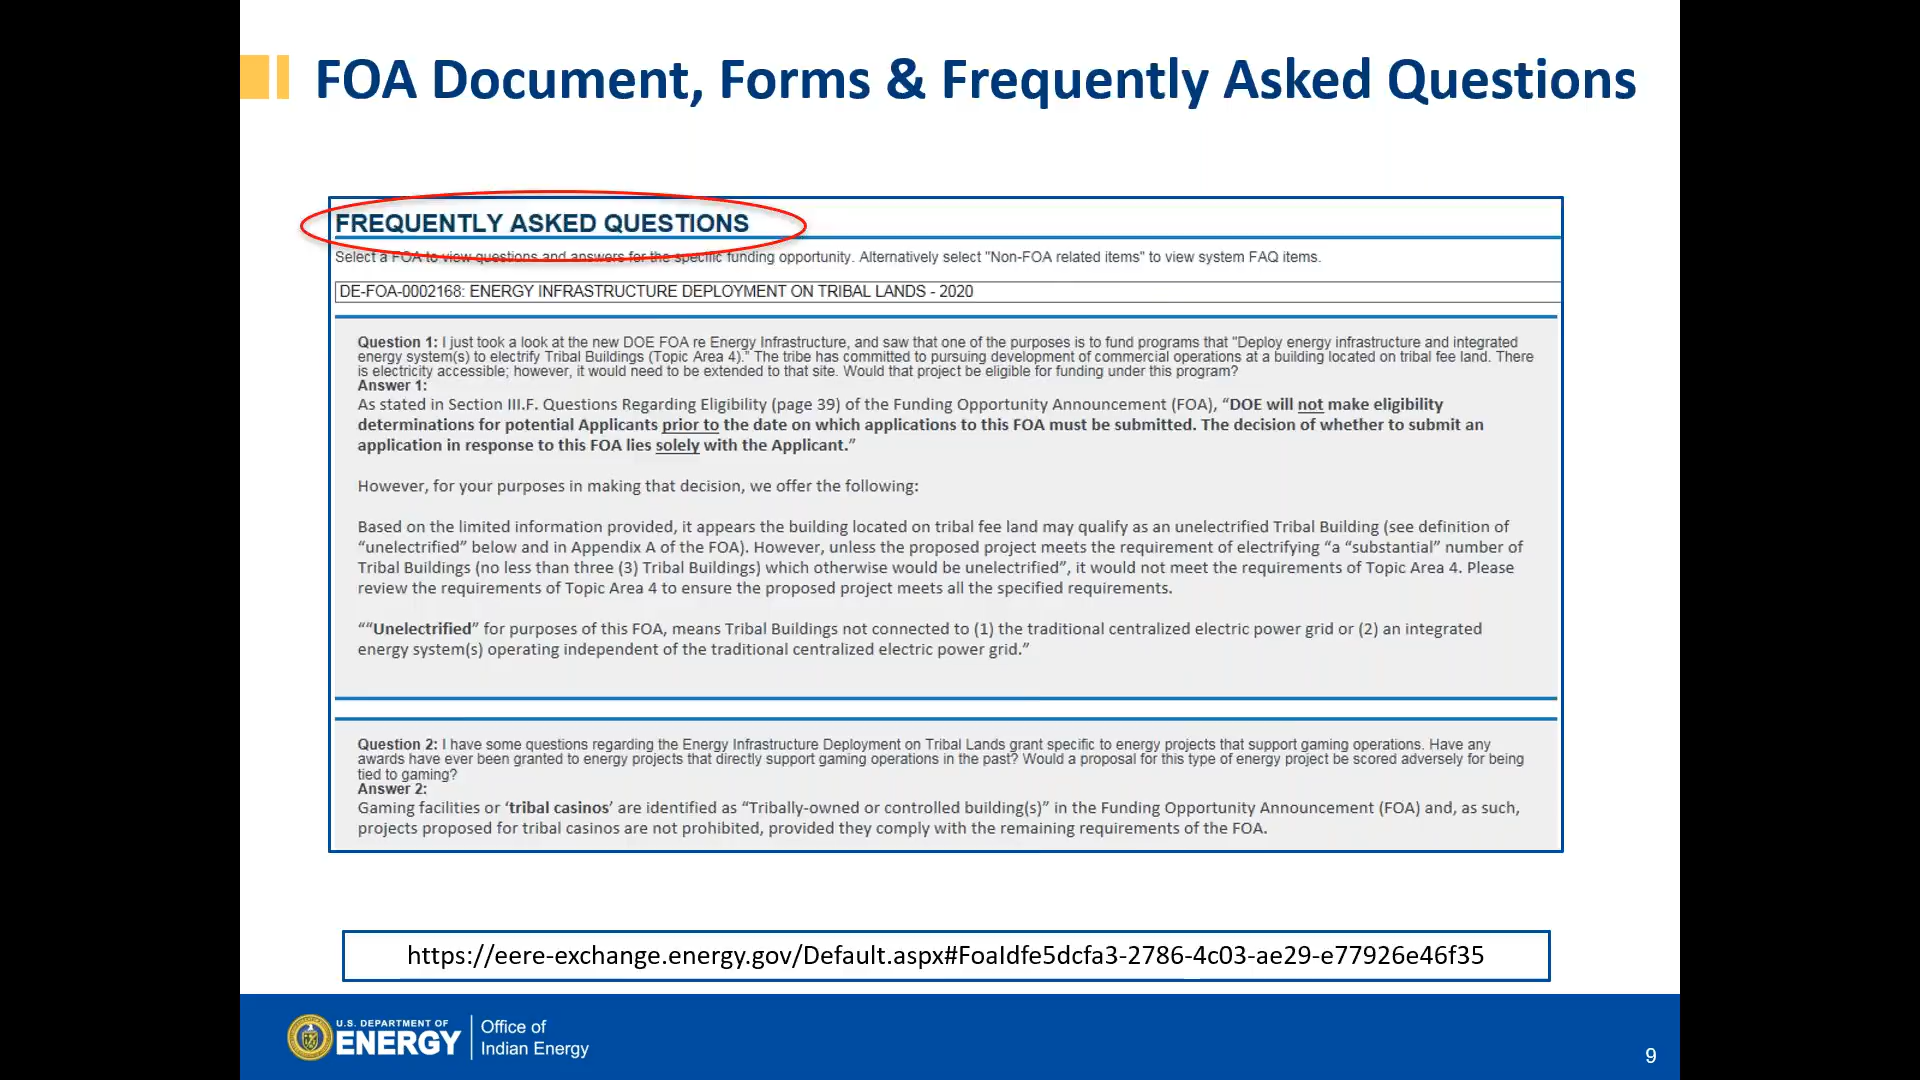 FOA Document, Forms & Frequently Asked Questions
FREQUENTLY ASKED QUESTIONS
Select a FOA to view questions and answers for the specific funding opportunity. Alternatively select "Non-FOA related items" to view system FAQ items.
DE-FOA-0002168: ENERGY INFRASTRUCTURE DEPLOYMENT ON TRIBAL LANDS - 2020
Question 1: I just took a look at the new DOE FOA re Energy Infrastructure, and saw that one of the purposes is to fund programs that "Deploy energy infrastructure and integrated
energy system(s) to electrify Tribal Buildings (Topic Area 4)." The tribe has committed to pursuing development of commercial operations at a building located on tribal fee land. There
is electricity accessible; however, it would need to be extended to that site. Would that project be eligible for funding under this program?
Answer 1:
As stated in Section III.F. Questions Regarding Eligibility (page 39) of the Funding Opportunity Announcement (FOA), “DOE will not make eligibility
determinations for potential Applicants prior to the date on which applications to this FOA must be submitted. The decision of whether to submit an
application in response to this FOA lies solely with the Applicant.”
However, for your purposes in making that decision, we offer the following:
Based on the limited information provided, it appears the building located on tribal fee land may qualify as an unelectrified Tribal Building (see definition of
“unelectrified” below and in Appendix A of the FOA). However, unless the proposed project meets the requirement of electrifying “a “substantial” number of
Tribal Buildings (no less than three (3) Tribal Buildings) which otherwise would be unelectrified”, it would not meet the requirements of Topic Area 4. Please
review the requirements of Topic Area 4 to ensure the proposed project meets all the specified requirements.
““Unelectrified” for purposes of this FOA, means Tribal Buildings not connected to (1) the traditional centralized electric power grid or (2) an integrated
energy system(s) operating independent of the traditional centralized electric power grid.”
Question 2: I have some questions regarding the Energy Infrastructure Deployment on Tribal Lands grant specific to energy projects that support gaming operations. Have any
awards have ever been granted to energy projects that directly support gaming operations in the past? Would a proposal for this type of energy project be scored adversely for being
tied to gaming?
Answer 2:
Gaming facilities or ‘tribal casinos’ are identified as “Tribally-owned or controlled building(s)” in the Funding Opportunity Announcement (FOA) and, as such,
projects proposed for tribal casinos are not prohibited, provided they comply with the remaining requirements of the FOA.
https://eere-exchange.energy.gov/Default.aspx#FoaIdfe5dcfa3-2786-4c03-ae29-e77926e46f35
U.S. DEPARTMENT OF
ENERGY
Office of
Indian Energy
9